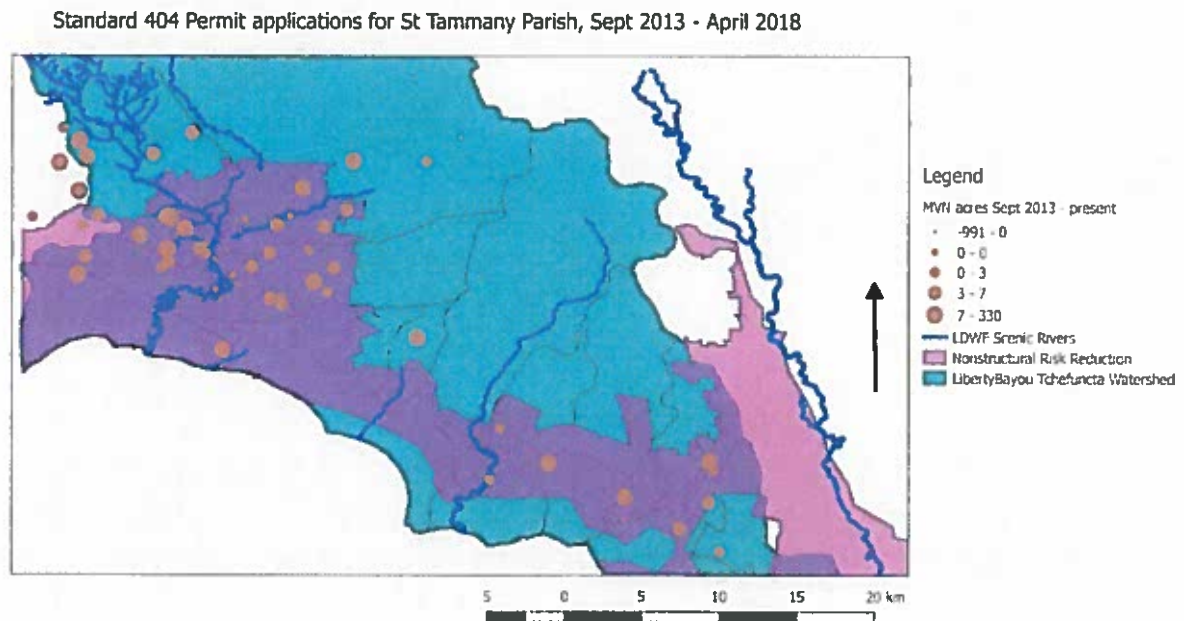 Standard 404 Permit applications for St Tammany Parish, Sept 2013 - April 2018
Legend
MVN acres Sept 2013 - present
-991 - 0
0 - 0
0 - 3
3 - 7
7 - 330
LDWF Scenic Rivers
Nonstructural Risk Reduction
LibertyBayou Tchefuncta Watershed
5 0 5 10 15 20 km